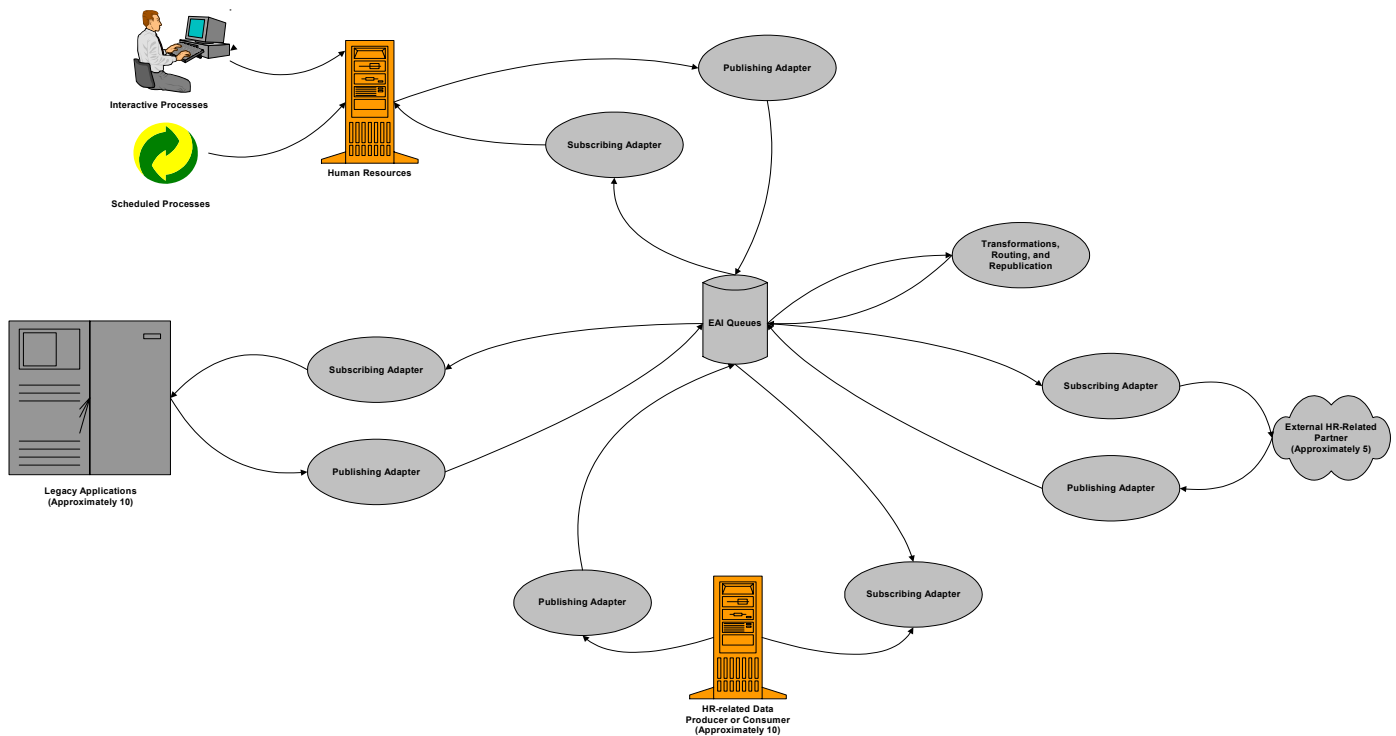 Interactive Processes
Scheduled Processes
Human Resources
Publishing Adapter
Subscribing Adapter
Transformations,
Routing, and
Republication
EAI Queues
Subscribing Adapter
Publishing Adapter
Legacy Applications
(Approximately 10)
Subscribing Adapter
Publishing Adapter
External HR-Related
Partner
(Approximately 5)
Publishing Adapter
Subscribing Adapter
HR-related Data
Producer or Consumer
(Approximately 10)